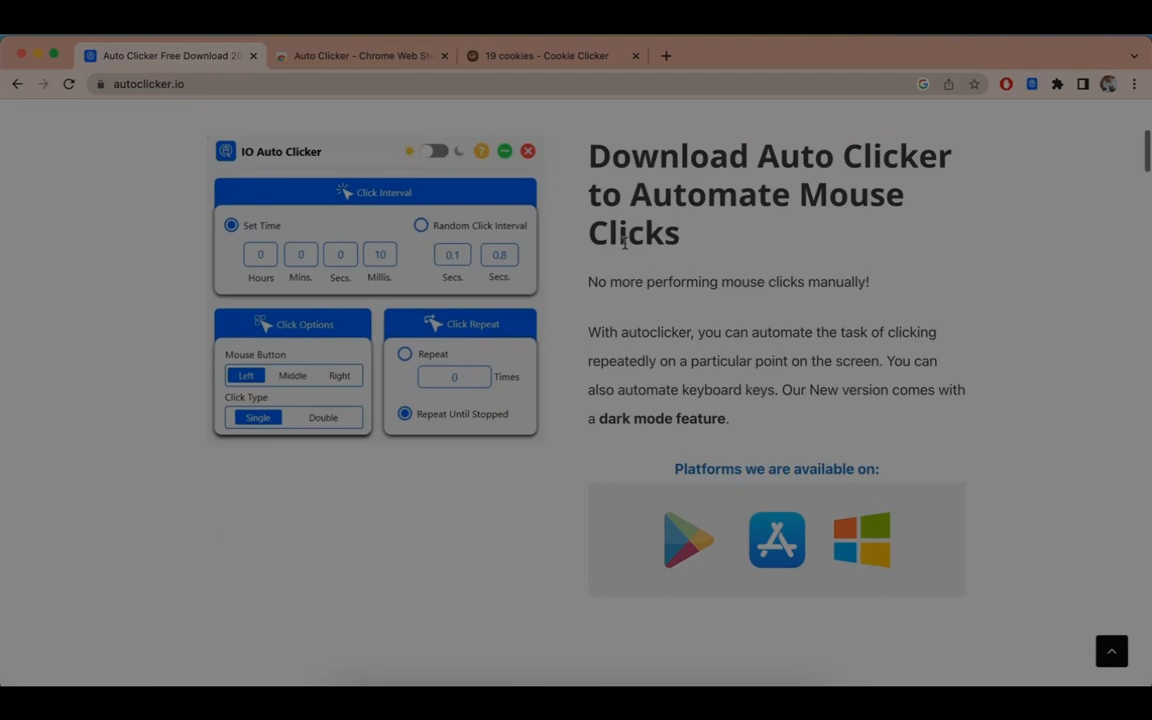 Auto Clicker Free Download 20
Auto Clicker - Chrome Web St
19 cookies - Cookie Clicker
autoclicker.io
IO Auto Clicker
Click Interval
Set Time
Random Click Interval
0 0 0 10 0.1 0.8
Hours Mins. Secs. Millis. Secs. Secs.
Click Options
Mouse Button
Left Middle Right
Click Type
Single Double
Click Repeat
Repeat
0 Times
Repeat Until Stopped
Download Auto Clicker
to Automate Mouse
Clicks
No more performing mouse clicks manually!
With autoclicker, you can automate the task of clicking
repeatedly on a particular point on the screen. You can
also automate keyboard keys. Our New version comes with
a dark mode feature.
Platforms we are available on: